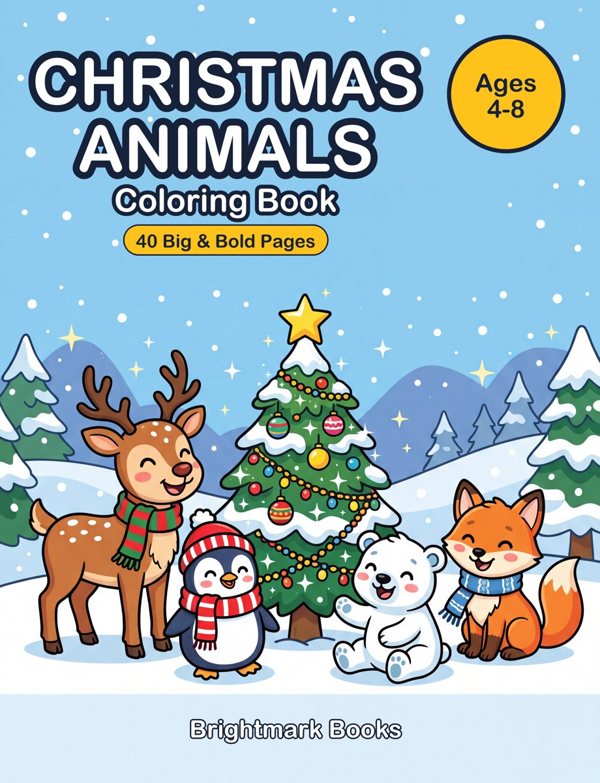 CHRISTMAS
ANIMALS
Coloring Book
40 Big & Bold Pages
Ages
4-8
Brightmark Books